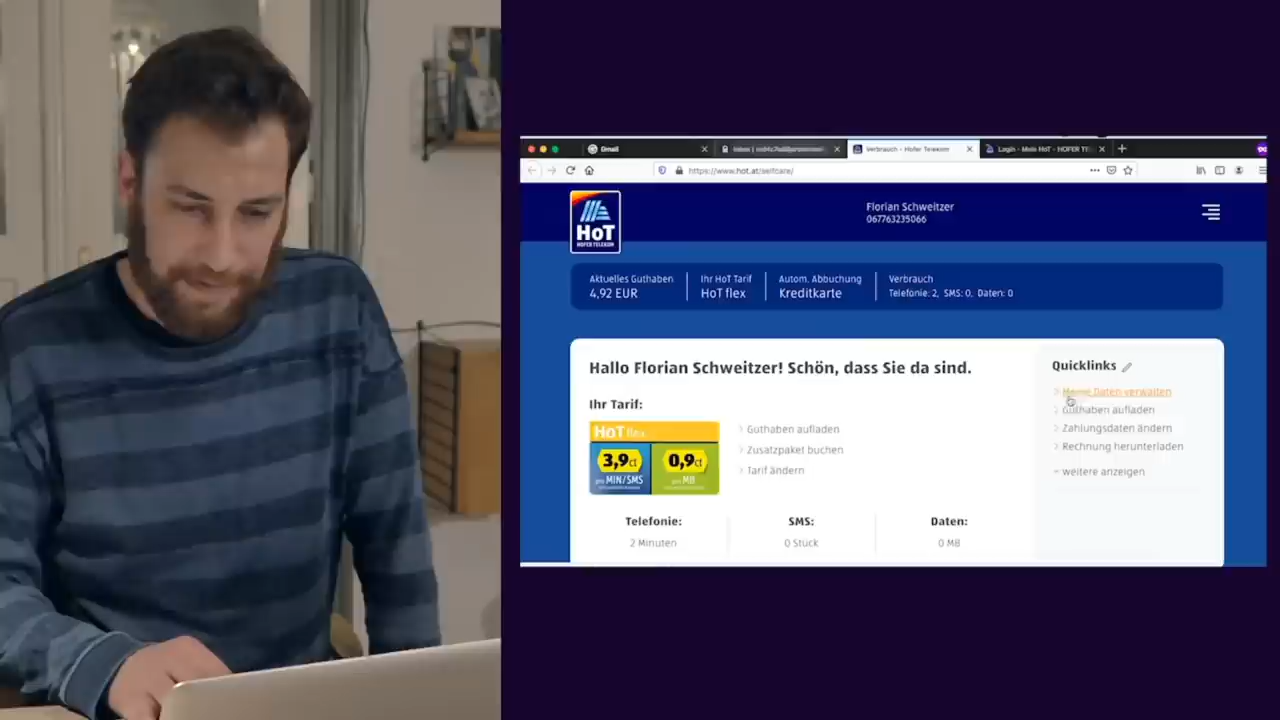 Gmail
Verbrauch - Hofer Telekom
Login - Mein HoT - HOFER TE
https://www.hot.at/selfcare/
HoT
HOFER TELEKOM
Florian Schweitzer
067763235066
Aktuelles Guthaben
4,92 EUR
Ihr HoT Tarif
HoT flex
Autom. Abbuchung
Kreditkarte
Verbrauch
Telefonie: 2, SMS: 0, Daten: 0
Hallo Florian Schweitzer! Schön, dass Sie da sind.
Ihr Tarif:
HoT flex
3,9ct
pro MIN/SMS
0,9ct
pro MB
Guthaben aufladen
Zusatzpaket buchen
Tarif ändern
Quicklinks
Meine Daten verwalten
Guthaben aufladen
Zahlungsdaten ändern
Rechnung herunterladen
weitere anzeigen
Telefonie:
2 Minuten
SMS:
0 Stück
Daten:
0 MB